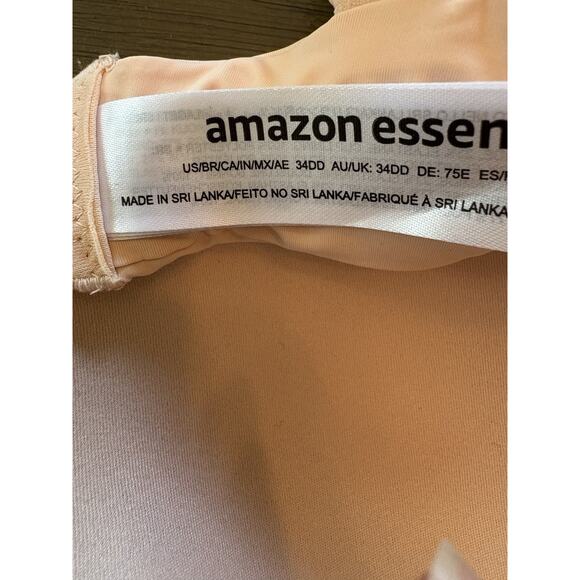 amazon essen
US/BR/CA/IN/MX/AE 34DD AU/UK: 34DD DE: 75E ES/
MADE IN SRI LANKA/FEITO NO SRI LANKA/FABRIQUÉ À SRI LANKA